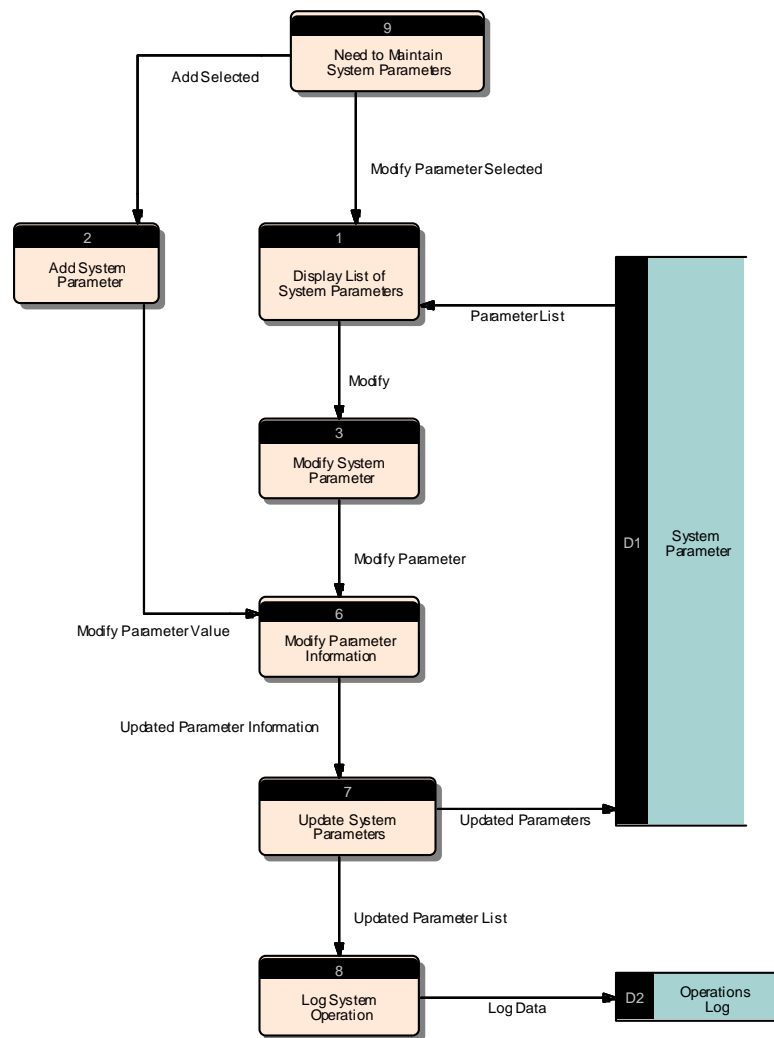 9
Need to Maintain
System Parameters
Add Selected
Modify Parameter Selected
2
Add System
Parameter
1
Display List of
System Parameters
Parameter List
Modify
3
Modify System
Parameter
D1
System
Parameter
Modify Parameter
6
Modify Parameter
Information
Modify Parameter Value
Updated Parameter Information
7
Update System
Parameters
Updated Parameters
Updated Parameter List
8
Log System
Operation
Log Data
D2
Operations
Log